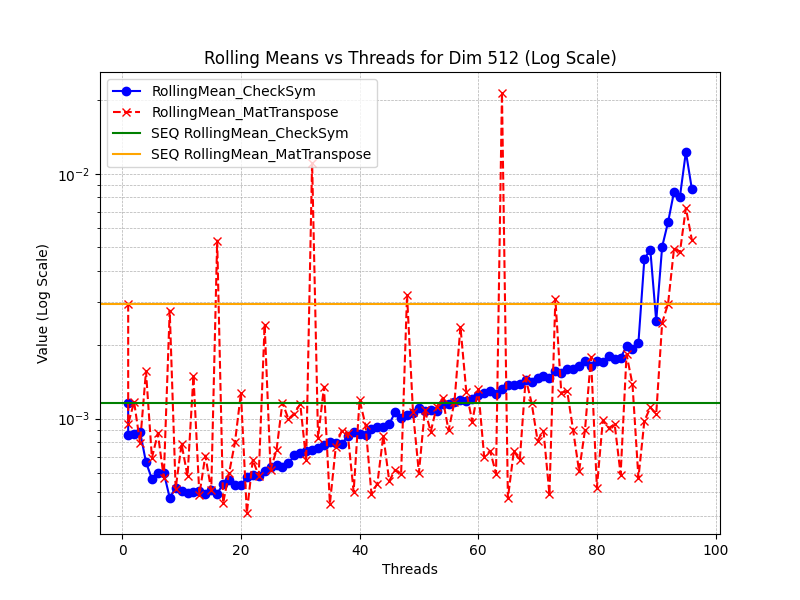 Rolling Means vs Threads for Dim 512 (Log Scale)
RollingMean_CheckSym
RollingMean_MatTranspose
SEQ RollingMean_CheckSym
SEQ RollingMean_MatTranspose
10⁻²
10⁻³
Value (Log Scale)
0 20 40 60 80 100
Threads